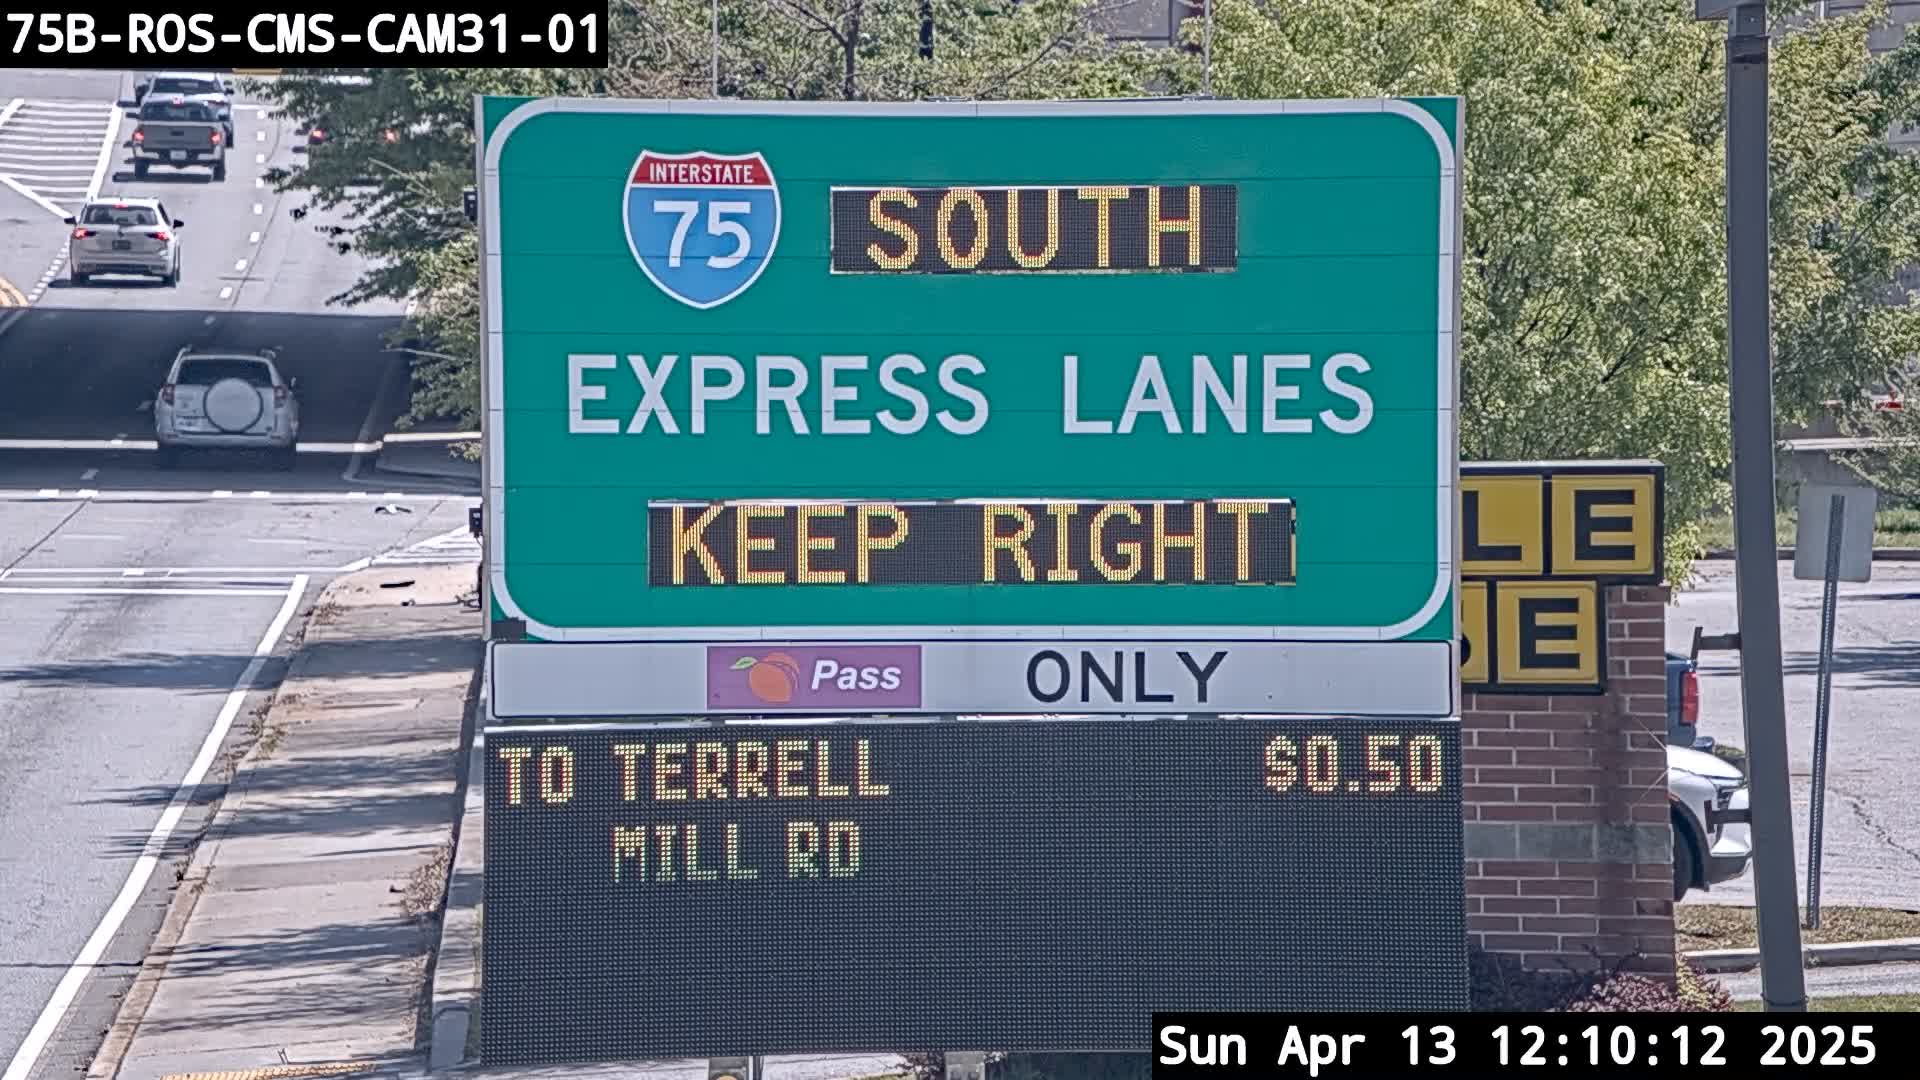 75B-ROS-CMS-CAM31-01
INTERSTATE
75
SOUTH
EXPRESS LANES
KEEP RIGHT
Pass ONLY
TO TERRELL $0.50
MILL RD
LE
E
Sun Apr 13 12:10:12 2025